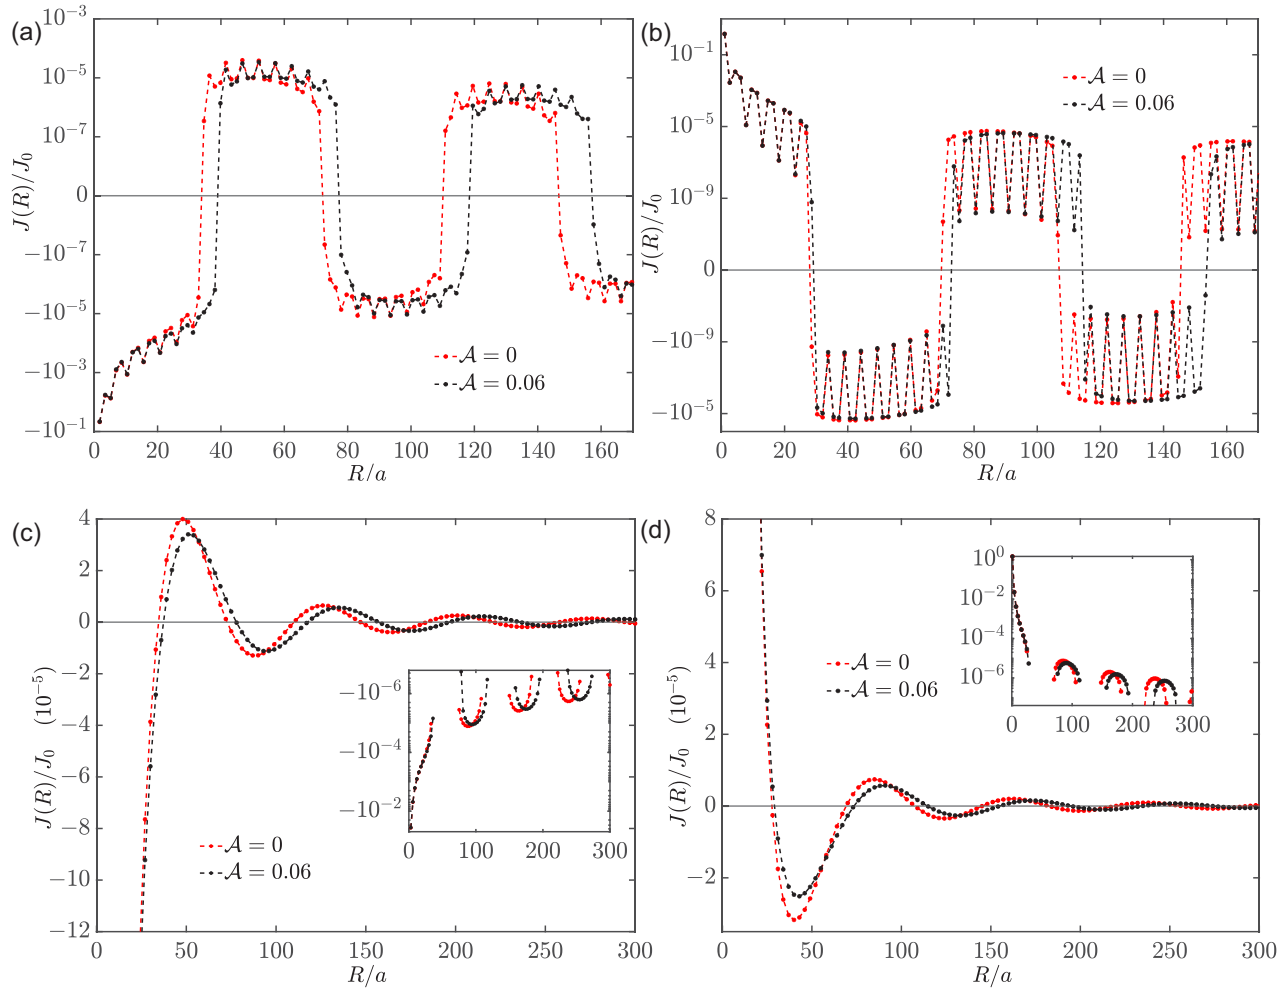 (a)
10⁻³
10⁻⁵
10⁻⁷
0
−10⁻⁷
−10⁻⁵
−10⁻³
−10⁻¹
J(R)/J₀
𝒜 = 0
𝒜 = 0.06
0 20 40 60 80 100 120 140 160
R/a
(b)
10⁻¹
10⁻⁵
10⁻⁹
0
−10⁻⁹
−10⁻⁵
J(R)/J₀
𝒜 = 0
𝒜 = 0.06
0 20 40 60 80 100 120 140 160
R/a
(c)
4
2
0
−2
−4
−6
−8
−10
−12
J(R)/J₀ (10⁻⁵)
−10⁻⁶
−10⁻⁴
−10⁻²
0 100 200 300
𝒜 = 0
𝒜 = 0.06
0 50 100 150 200 250 300
R/a
(d)
8
6
4
2
0
−2
J(R)/J₀ (10⁻⁵)
10⁰
10⁻²
10⁻⁴
10⁻⁶
0 100 200 300
𝒜 = 0
𝒜 = 0.06
0 50 100 150 200 250 300
R/a